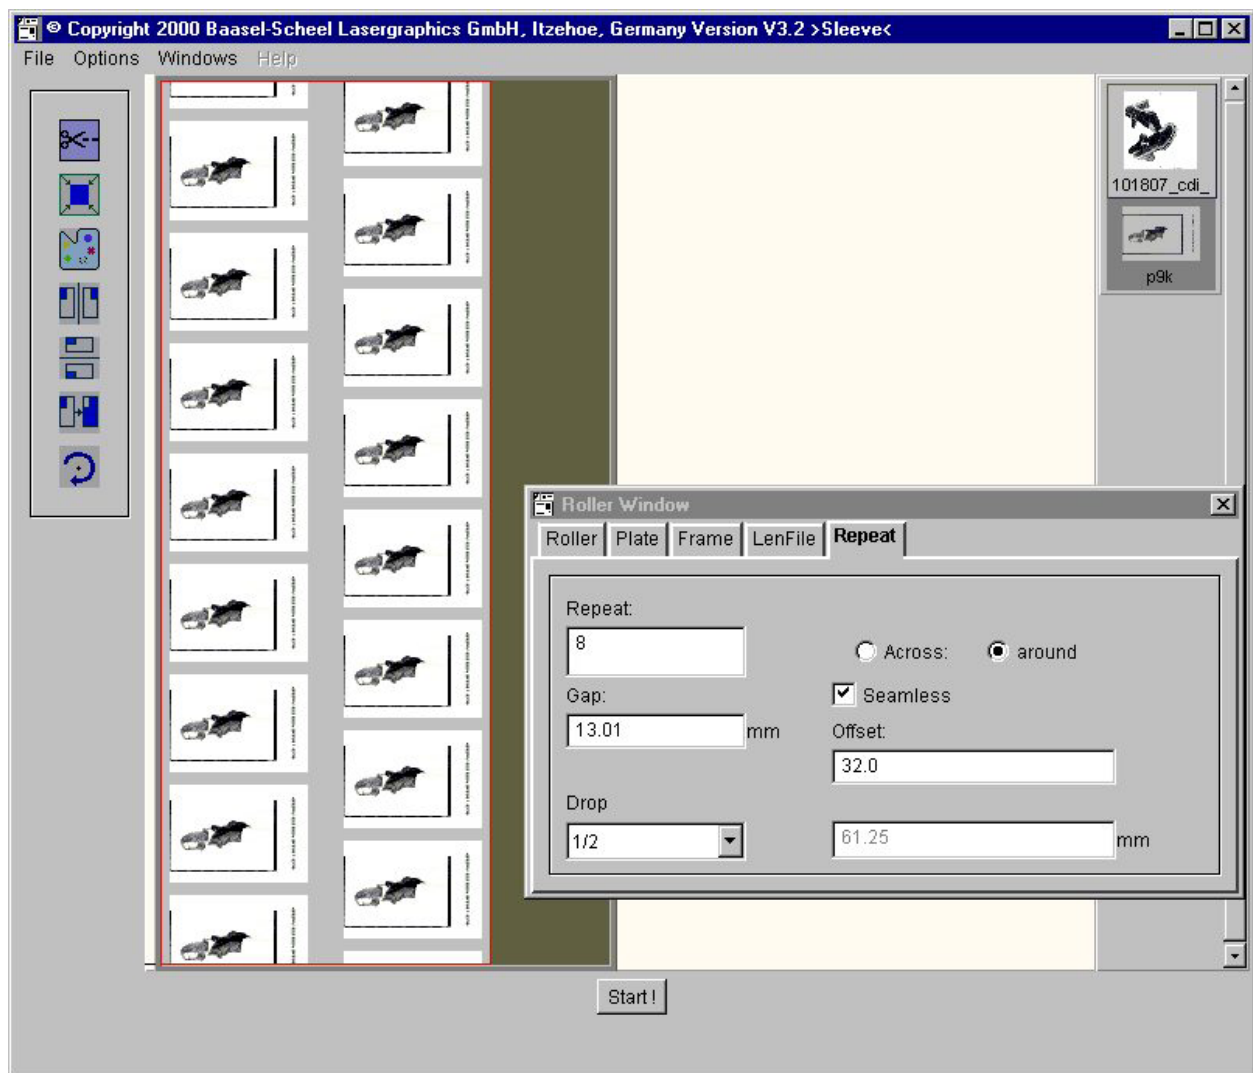 © Copyright 2000 Baasel-Scheel Lasergraphics GmbH, Itzehoe, Germany Version V3.2 >Sleeve<
File Options Windows Help
101807_cdi_
p9k
Roller Window
Roller Plate Frame LenFile Repeat
Repeat:
8
Across: around
Gap:
Seamless
13.01 mm
Offset:
32.0
Drop
1/2
61.25 mm
Start !